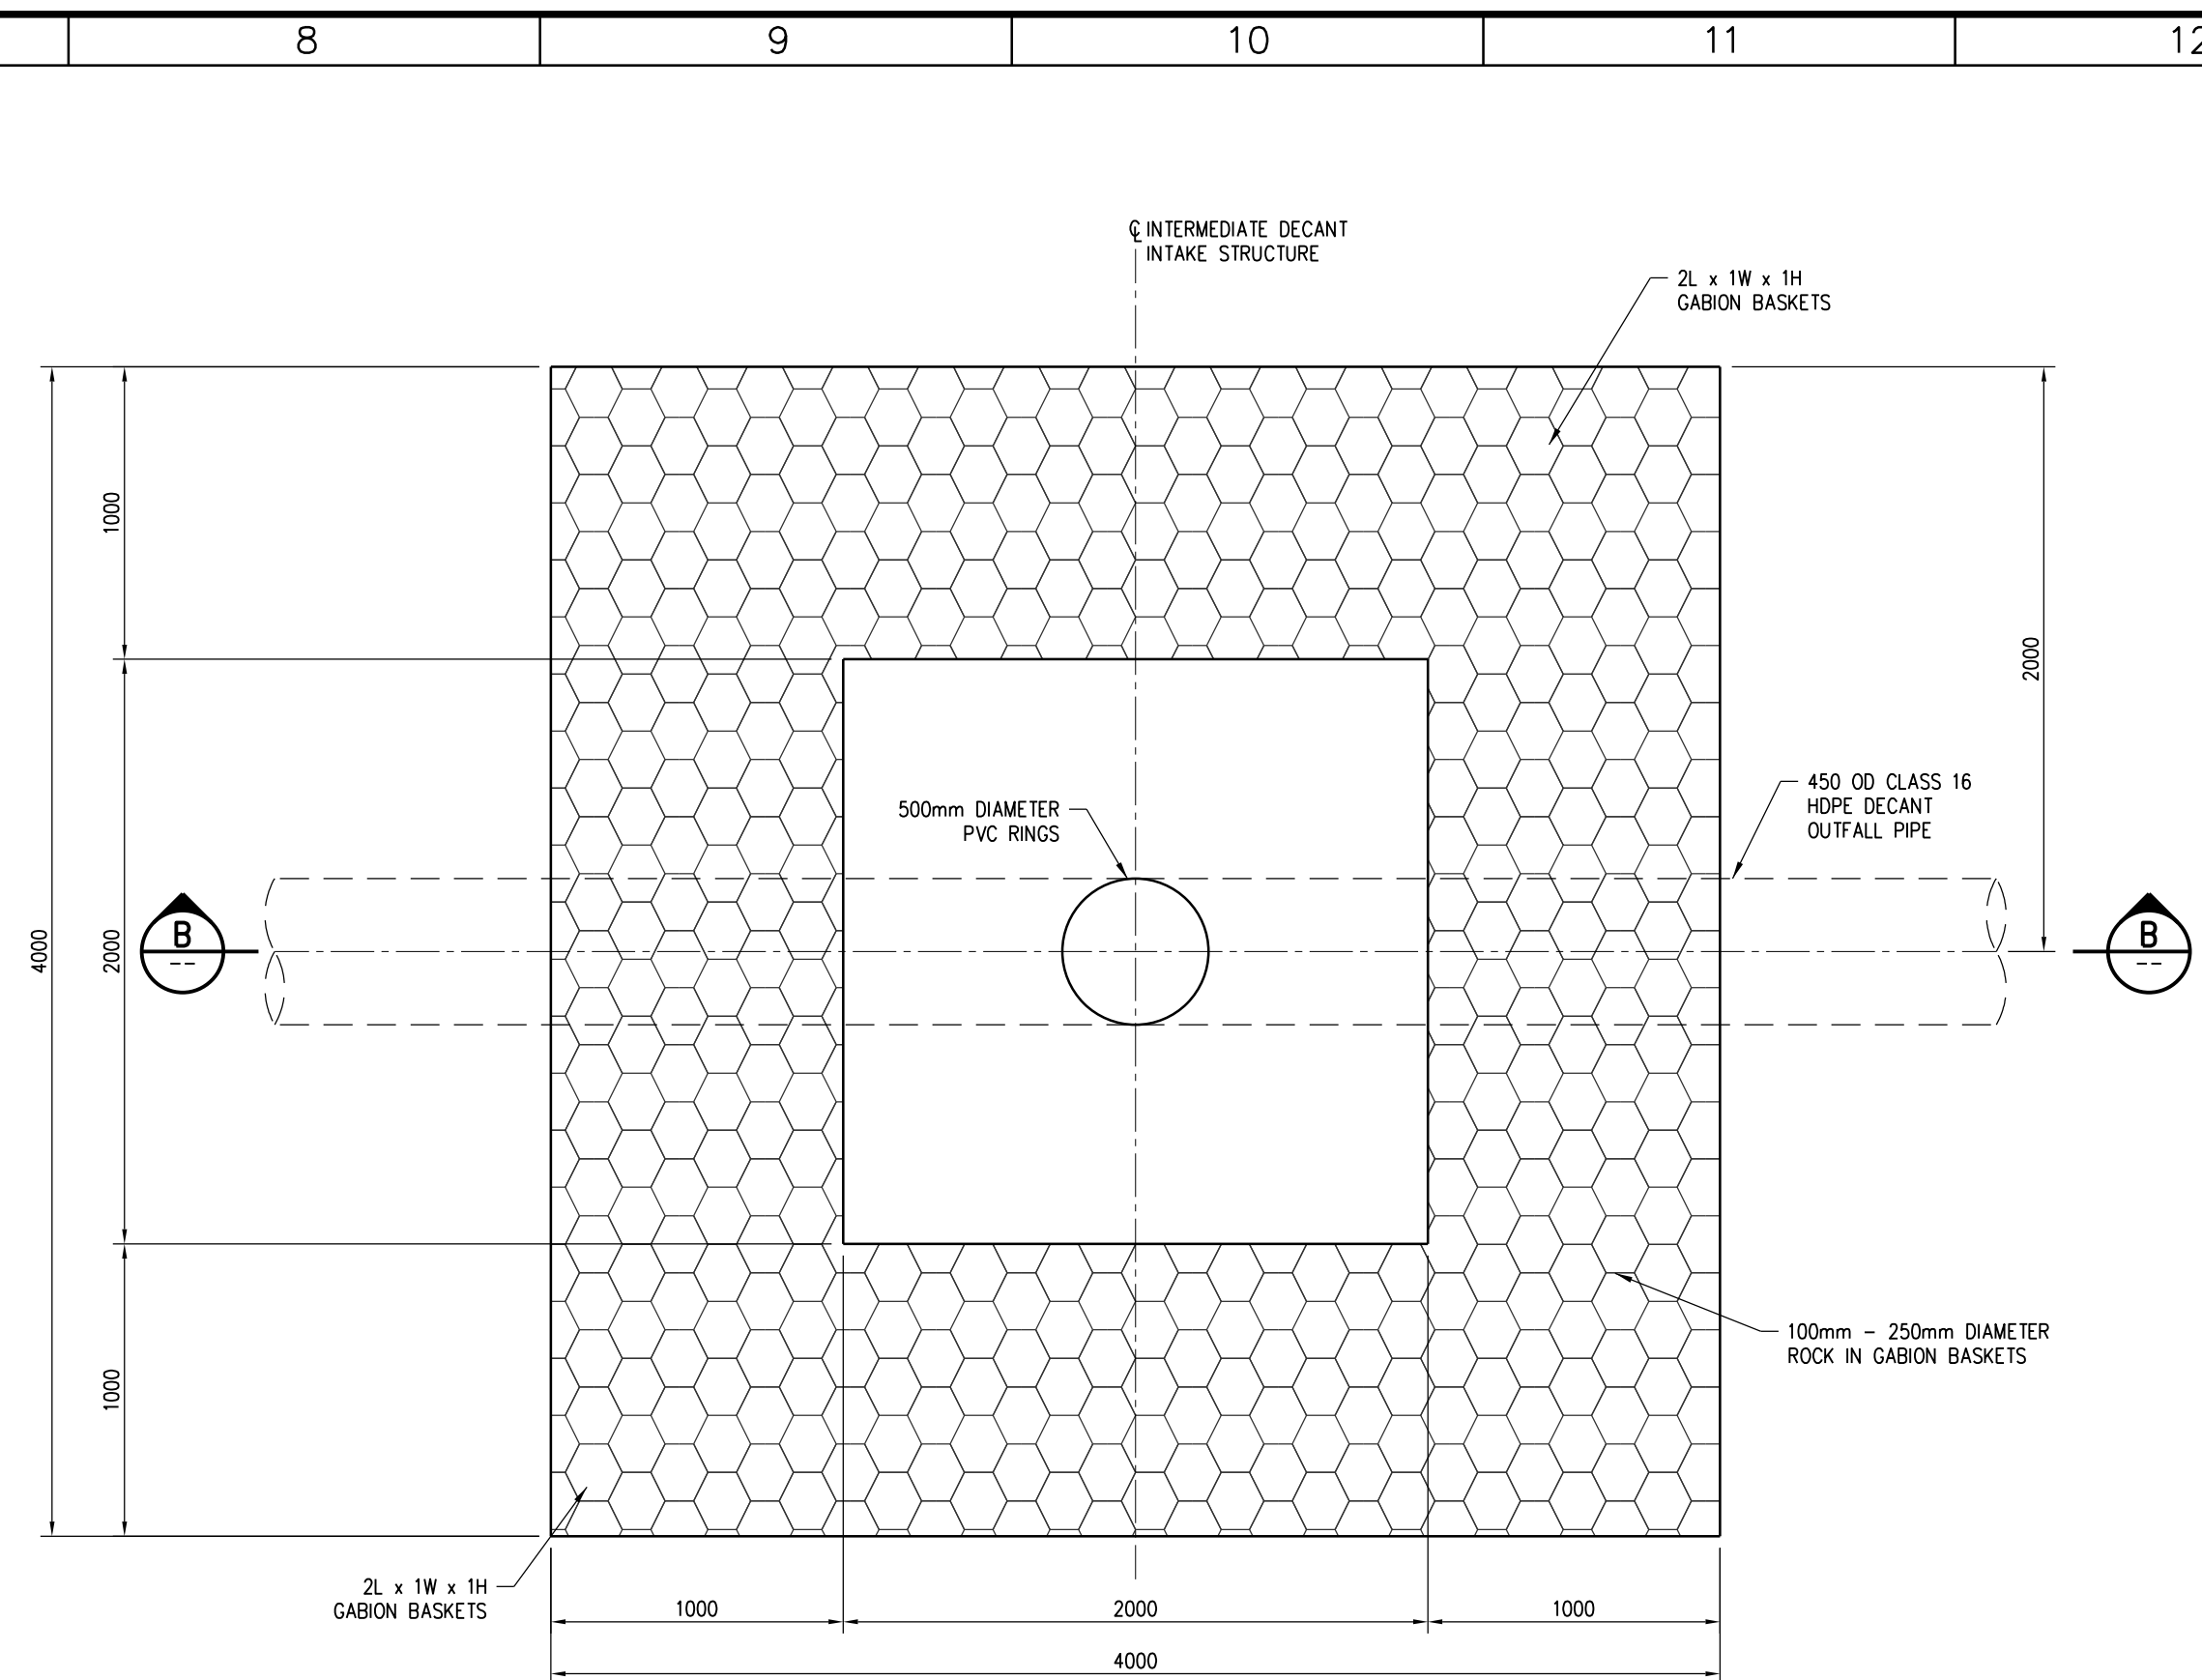 8
9
10
11
12
℄ INTERMEDIATE DECANT
INTAKE STRUCTURE
2L x 1W x 1H
GABION BASKETS
1000
2000
450 OD CLASS 16
HDPE DECANT
OUTFALL PIPE
500mm DIAMETER
PVC RINGS
4000
2000
B
--
B
--
100mm - 250mm DIAMETER
ROCK IN GABION BASKETS
1000
2L x 1W x 1H
GABION BASKETS
1000
2000
1000
4000